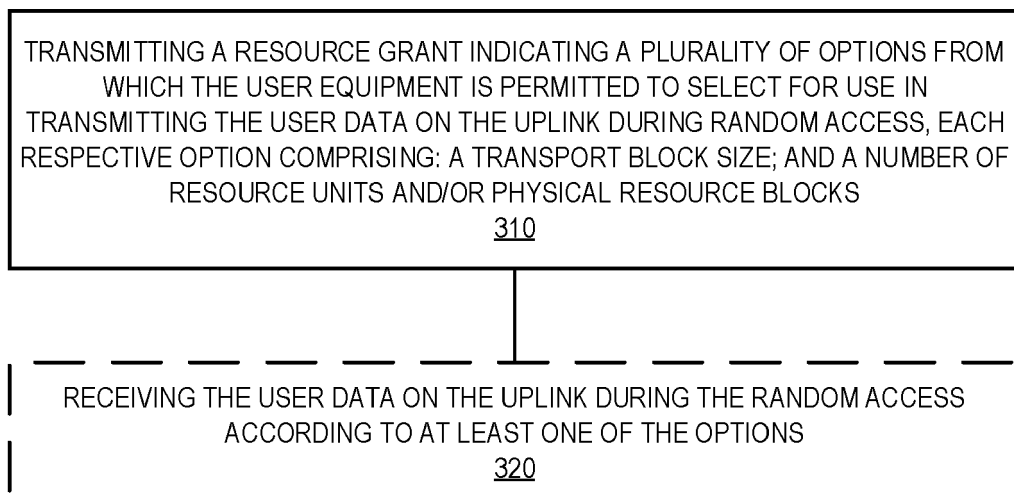 TRANSMITTING A RESOURCE GRANT INDICATING A PLURALITY OF OPTIONS FROM
WHICH THE USER EQUIPMENT IS PERMITTED TO SELECT FOR USE IN
TRANSMITTING THE USER DATA ON THE UPLINK DURING RANDOM ACCESS, EACH
RESPECTIVE OPTION COMPRISING: A TRANSPORT BLOCK SIZE; AND A NUMBER OF
RESOURCE UNITS AND/OR PHYSICAL RESOURCE BLOCKS
310
RECEIVING THE USER DATA ON THE UPLINK DURING THE RANDOM ACCESS
ACCORDING TO AT LEAST ONE OF THE OPTIONS
320